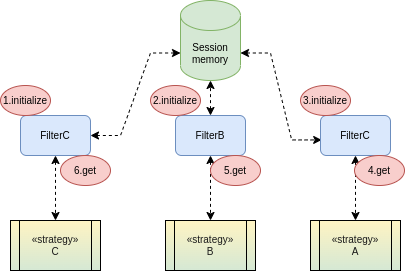 Session
memory
1.initialize
2.initialize
3.initialize
FilterC
FilterB
FilterC
6.get
5.get
4.get
«strategy»
C
«strategy»
B
«strategy»
A